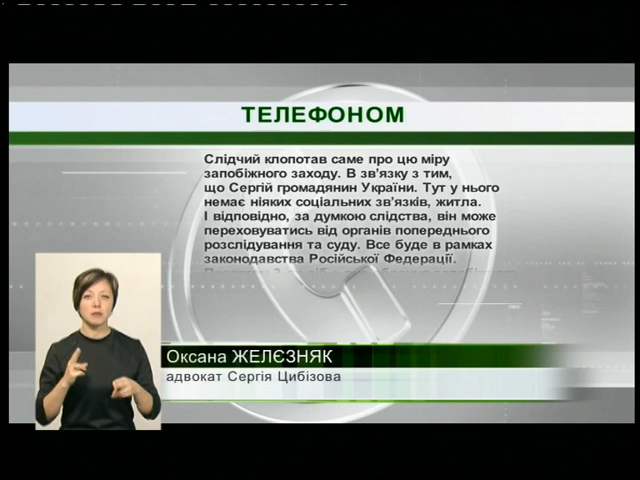 ТЕЛЕФОНОМ
Слідчий клопотав саме про цю міру
запобіжного заходу. В зв'язку з тим,
що Сергій громадянин України. Тут у нього
немає ніяких соціальних зв'язків, житла.
І відповідно, за думкою слідства, він може
переховуватись від органів попереднього
розслідування та суду. Все буде в рамках
законодавства Російської Федерації.
Оксана ЖЕЛЄЗНЯК
адвокат Сергія Цибізова